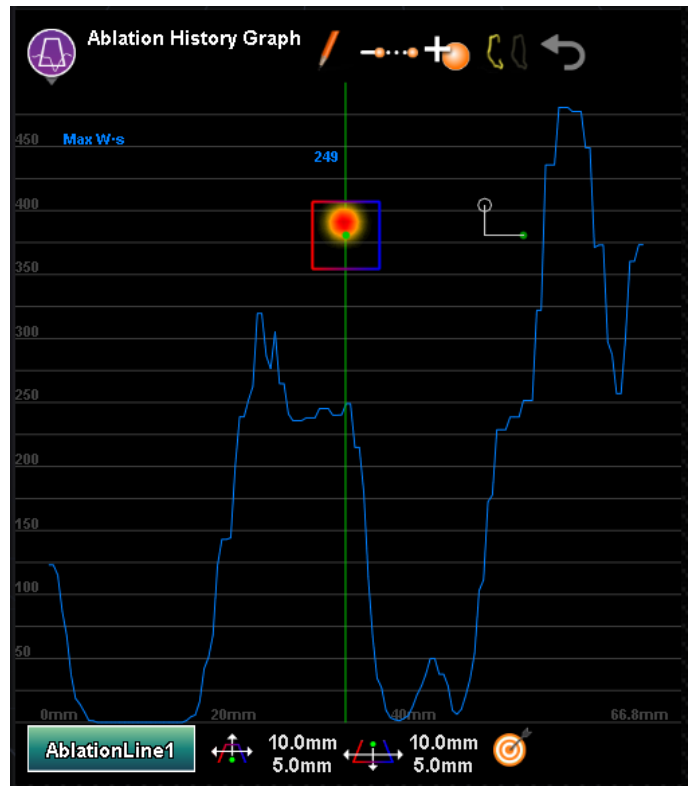 Ablation History Graph
450
Max W·s
249
400
350
300
250
200
150
100
50
0mm 20mm 40mm 66.8mm
AblationLine1
10.0mm
5.0mm
10.0mm
5.0mm